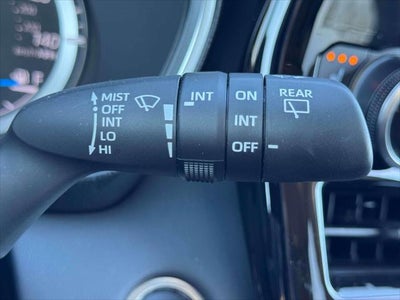 MIST
OFF
INT
LO
HI
INT
ON
INT
OFF
REAR